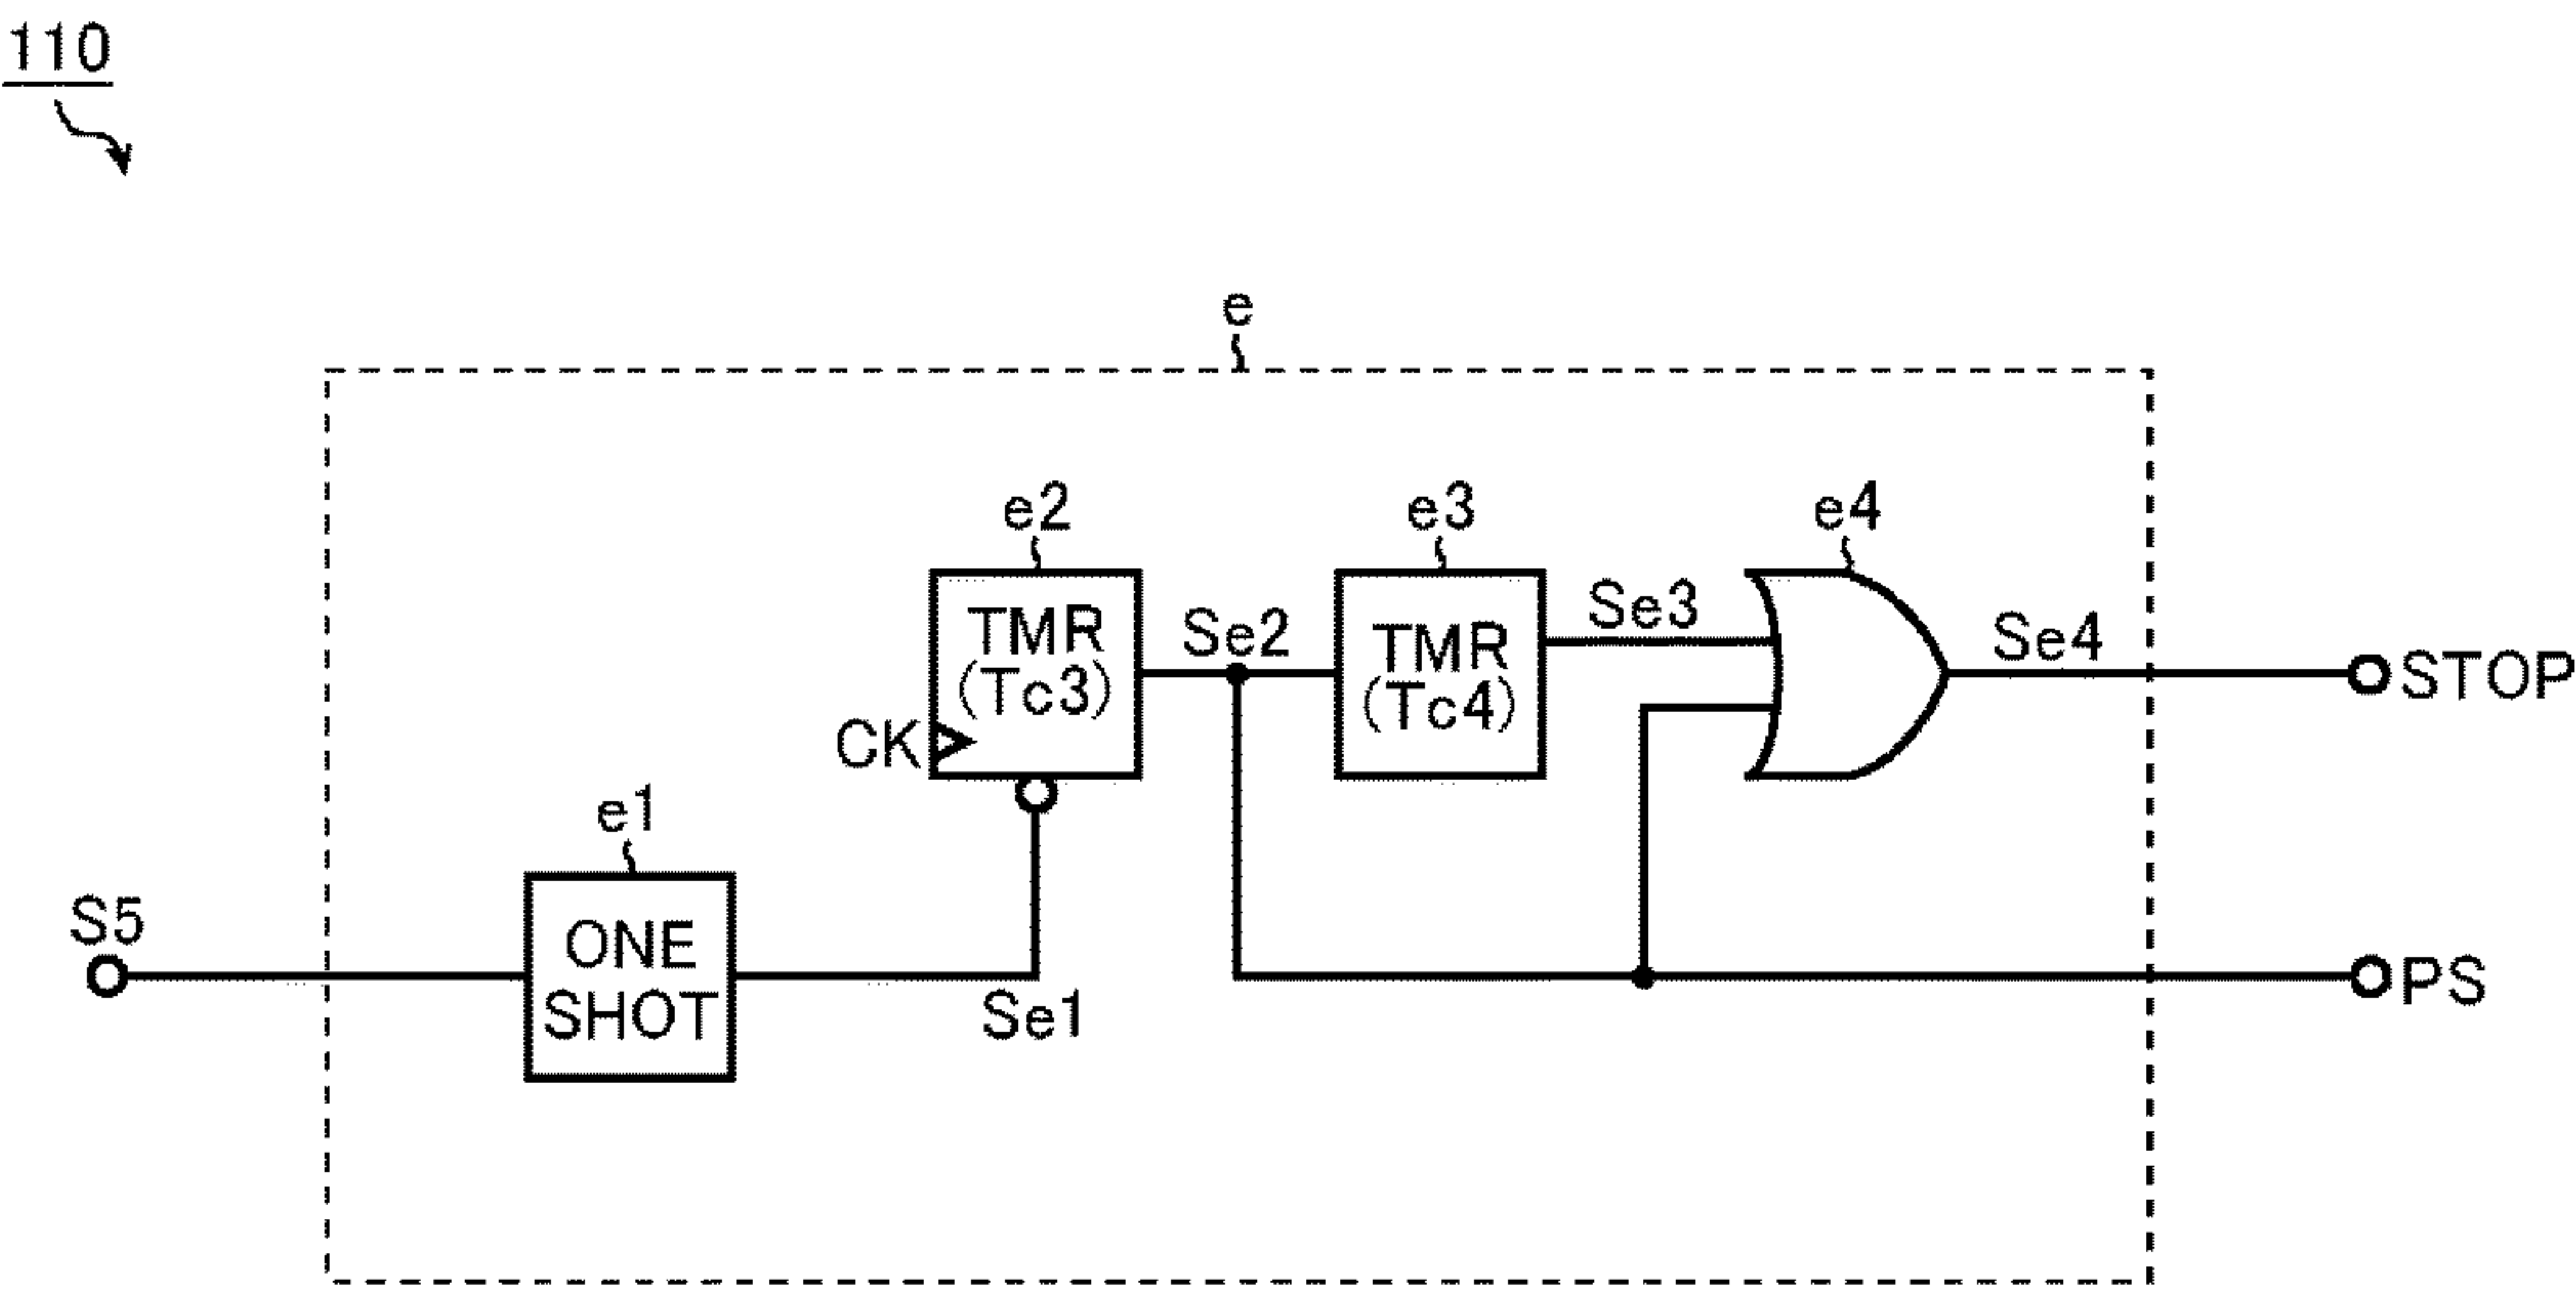 110
e
e2
e3
e4
TMR
(Tc3)
CK
Se2
TMR
(Tc4)
Se3
Se4
STOP
e1
S5
ONE
SHOT
Se1
PS